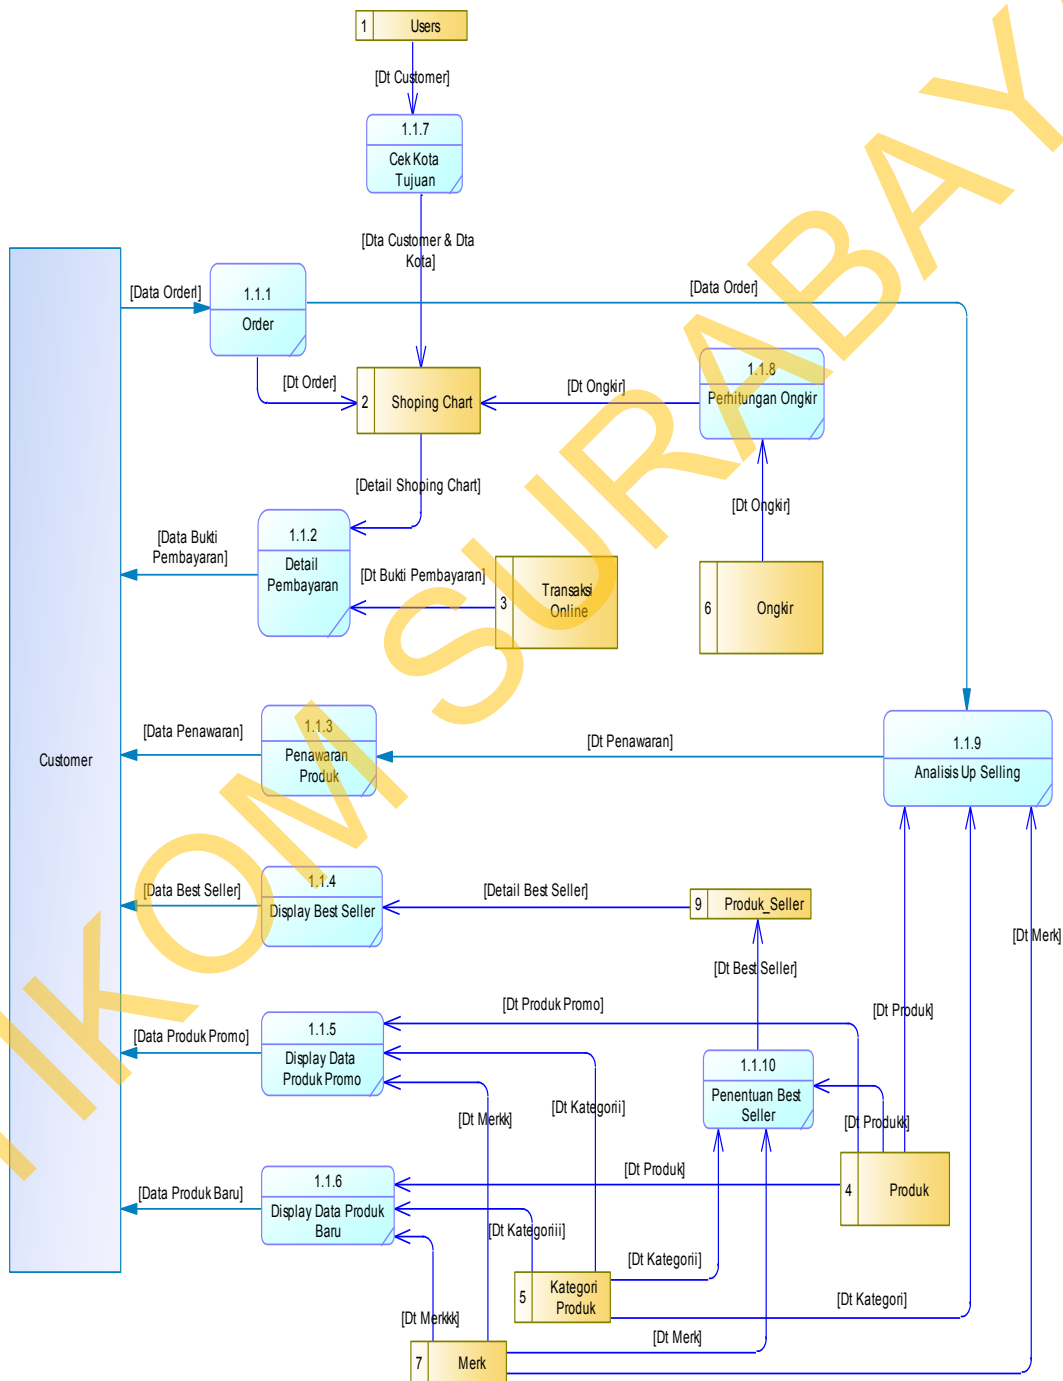 1 Users
[Dt Customer]
1.1.7
Cek Kota
Tujuan
[Dta Customer & Dta
Kota]
[Data Orderl]
1.1.1
Order
[Data Order]
[Dt Order]
2 Shoping Chart
[Dt Ongkir]
1.1.8
Perhitungan Ongkir
[Detail Shoping Chart]
[Dt Ongkir]
[Data Bukti
Pembayaran]
1.1.2
Detail
Pembayaran
[Dt Bukti Pembayaran]
3 Transaksi
Online
6 Ongkir
Customer
[Data Penawaran]
1.1.3
Penawaran
Produk
[Dt Penawaran]
1.1.9
Analisis Up Selling
[Data Best Seller]
1.1.4
Display Best Seller
[Detail Best Seller]
9 Produk_Seller
[Dt Merk]
[Dt Best Seller]
[Dt Produk Promo]
[Dt Produk]
[Data Produk Promo]
1.1.5
Display Data
Produk Promo
1.1.10
Penentuan Best
Seller
[Dt Merkk]
[Dt Kategorii]
[Dt Produkk]
[Data Produk Baru]
1.1.6
Display Data Produk
Baru
[Dt Produk]
4 Produk
[Dt Kategoriii]
[Dt Kategorii]
5 Kategori
Produk
[Dt Kategori]
[Dt Merkkk]
[Dt Merk]
7 Merk
IKOM SURABAY